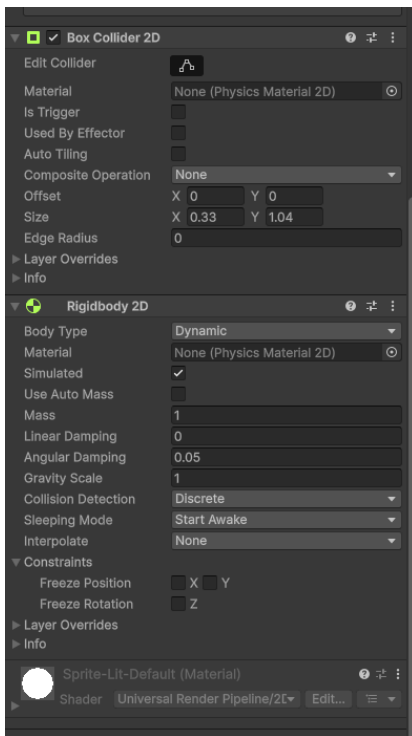 Box Collider 2D
Edit Collider
Material None (Physics Material 2D)
Is Trigger
Used By Effector
Auto Tiling
Composite Operation None
Offset X 0 Y 0
Size X 0.33 Y 1.04
Edge Radius 0
Layer Overrides
Info
Rigidbody 2D
Body Type Dynamic
Material None (Physics Material 2D)
Simulated
Use Auto Mass
Mass 1
Linear Damping 0
Angular Damping 0.05
Gravity Scale 1
Collision Detection Discrete
Sleeping Mode Start Awake
Interpolate None
Constraints
Freeze Position X Y
Freeze Rotation Z
Layer Overrides
Info
Sprite-Lit-Default (Material)
Shader Universal Render Pipeline/2D Edit...